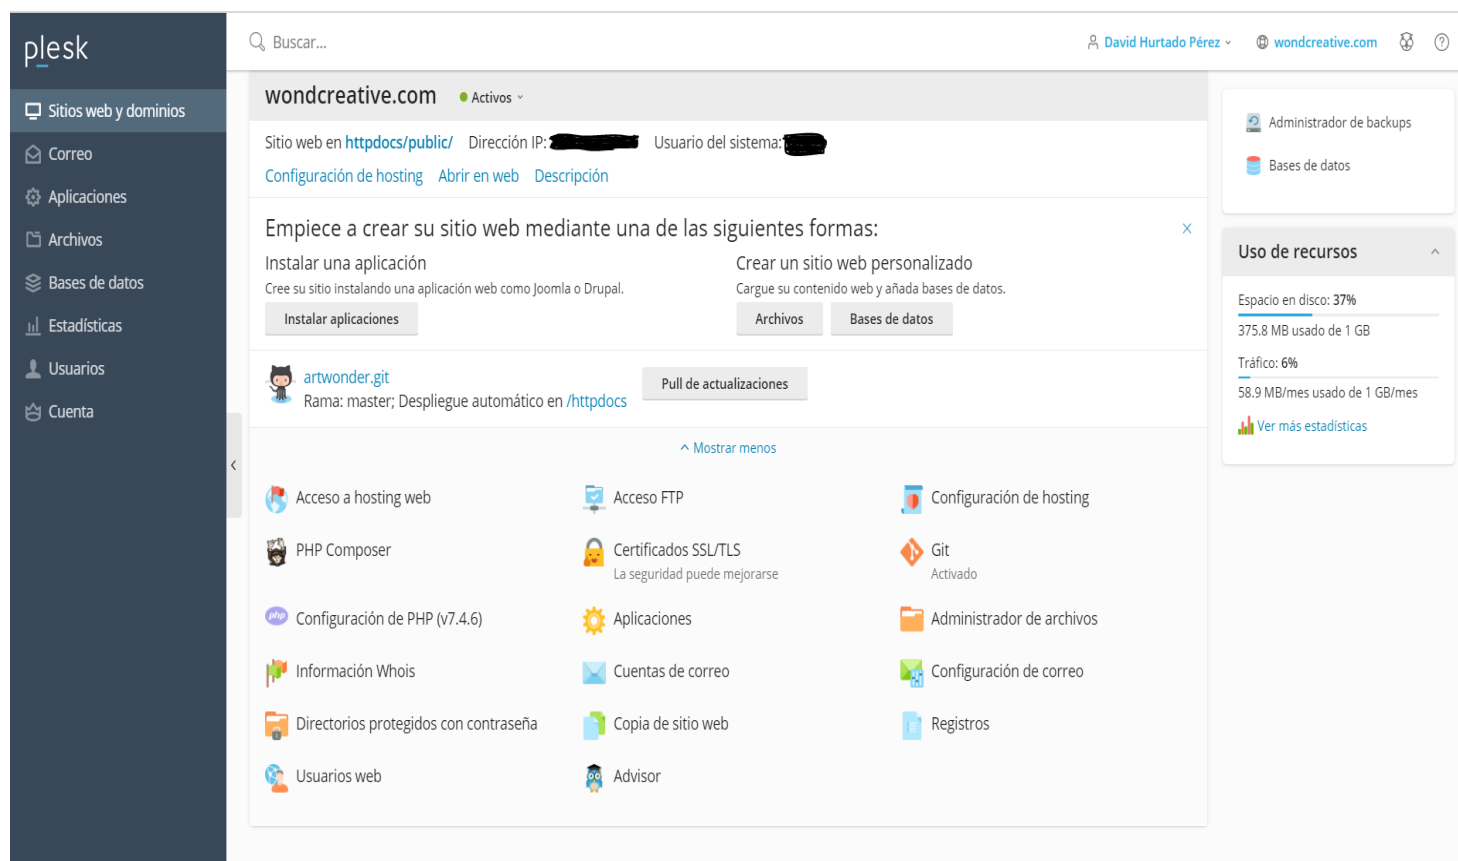 plesk
Buscar...
David Hurtado Pérez
wondcreative.com
Sitios web y dominios
Correo
Aplicaciones
Archivos
Bases de datos
Estadísticas
Usuarios
Cuenta
wondcreative.com Activos
Sitio web en httpdocs/public/ Dirección IP: Usuario del sistema:
Configuración de hosting Abrir en web Descripción
Empiece a crear su sitio web mediante una de las siguientes formas:
Instalar una aplicación
Cree su sitio instalando una aplicación web como Joomla o Drupal.
Instalar aplicaciones
Crear un sitio web personalizado
Cargue su contenido web y añada bases de datos.
Archivos Bases de datos
artwonder.git
Rama: master; Despliegue automático en /httpdocs
Pull de actualizaciones
Mostrar menos
Acceso a hosting web
Acceso FTP
Configuración de hosting
PHP Composer
Certificados SSL/TLS
La seguridad puede mejorarse
Git
Activado
php
Configuración de PHP (v7.4.6)
Aplicaciones
Administrador de archivos
Información Whois
Cuentas de correo
Configuración de correo
Directorios protegidos con contraseña
Copia de sitio web
Registros
Usuarios web
Advisor
Administrador de backups
Bases de datos
Uso de recursos
Espacio en disco: 37%
375.8 MB usado de 1 GB
Tráfico: 6%
58.9 MB/mes usado de 1 GB/mes
Ver más estadísticas